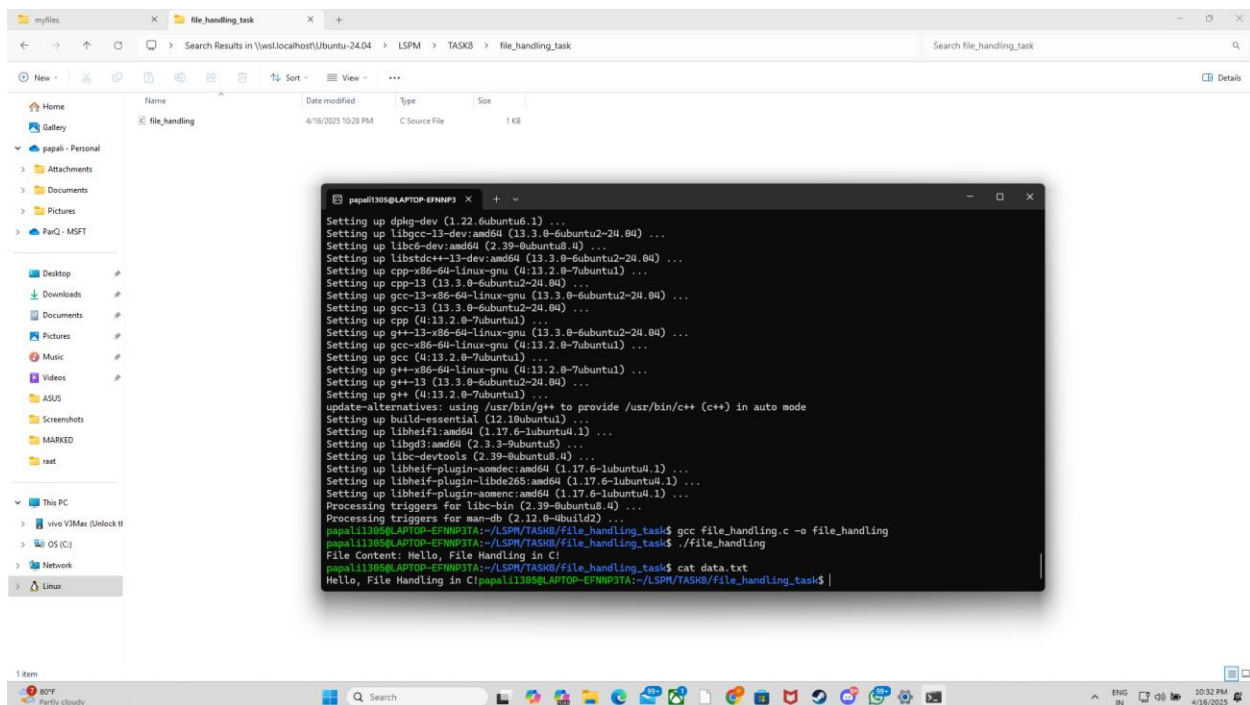 myfiles
file_handling_task
Search Results in \\wsl.localhost\Ubuntu-24.04 > LSPM > TASK8 > file_handling_task
Search file_handling_task
New
Sort
View
Details
Name
Date modified
Type
Size
file_handling
4/16/2025 10:28 PM
C Source File
1 KB
Home
Gallery
papali - Personal
Attachments
Documents
Pictures
ParQ - MSFT
Desktop
Downloads
Documents
Pictures
Music
Videos
ASUS
Screenshots
MARKED
raat
This PC
vivo V3Max (Unlock th
OS (C:)
Network
Linux
papali1305@LAPTOP-EFNNP3
Setting up dpkg-dev (1.22.6ubuntu6.1) ...
Setting up libgcc-13-dev:amd64 (13.3.0-6ubuntu2~24.04) ...
Setting up libc6-dev:amd64 (2.39-0ubuntu8.4) ...
Setting up libstdc++-13-dev:amd64 (13.3.0-6ubuntu2~24.04) ...
Setting up cpp-x86-64-linux-gnu (4:13.2.0-7ubuntu1) ...
Setting up cpp-13 (13.3.0-6ubuntu2~24.04) ...
Setting up gcc-13-x86-64-linux-gnu (13.3.0-6ubuntu2~24.04) ...
Setting up gcc-13 (13.3.0-6ubuntu2~24.04) ...
Setting up cpp (4:13.2.0-7ubuntu1) ...
Setting up g++-13-x86-64-linux-gnu (13.3.0-6ubuntu2~24.04) ...
Setting up gcc-x86-64-linux-gnu (4:13.2.0-7ubuntu1) ...
Setting up gcc (4:13.2.0-7ubuntu1) ...
Setting up g++-x86-64-linux-gnu (4:13.2.0-7ubuntu1) ...
Setting up g++-13 (13.3.0-6ubuntu2~24.04) ...
Setting up g++ (4:13.2.0-7ubuntu1) ...
update-alternatives: using /usr/bin/g++ to provide /usr/bin/c++ (c++) in auto mode
Setting up build-essential (12.10ubuntu1) ...
Setting up libheif1:amd64 (1.17.6-1ubuntu4.1) ...
Setting up libgd3:amd64 (2.3.3-9ubuntu5) ...
Setting up libc-devtools (2.39-0ubuntu8.4) ...
Setting up libheif-plugin-aomdec:amd64 (1.17.6-1ubuntu4.1) ...
Setting up libheif-plugin-libde265:amd64 (1.17.6-1ubuntu4.1) ...
Setting up libheif-plugin-aomenc:amd64 (1.17.6-1ubuntu4.1) ...
Processing triggers for libc-bin (2.39-0ubuntu8.4) ...
Processing triggers for man-db (2.12.0-4build2) ...
papali1305@LAPTOP-EFNNP3TA:~/LSPM/TASK8/file_handling_task$ gcc file_handling.c -o file_handling
papali1305@LAPTOP-EFNNP3TA:~/LSPM/TASK8/file_handling_task$ ./file_handling
File Content: Hello, File Handling in C!
papali1305@LAPTOP-EFNNP3TA:~/LSPM/TASK8/file_handling_task$ cat data.txt
Hello, File Handling in C!papali1305@LAPTOP-EFNNP3TA:~/LSPM/TASK8/file_handling_task$
1 item
7
80°F
Partly cloudy
Search
99+
99+
ENG
IN
10:32 PM
4/16/2025